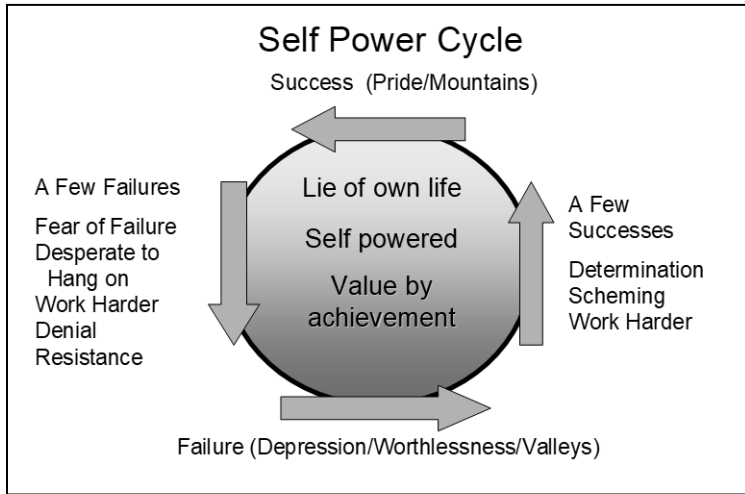 Self Power Cycle
Success (Pride/Mountains)
A Few Failures
Fear of Failure
Desperate to
Hang on
Work Harder
Denial
Resistance
Lie of own life
Self powered
Value by
achievement
A Few
Successes
Determination
Scheming
Work Harder
Failure (Depression/Worthlessness/Valleys)